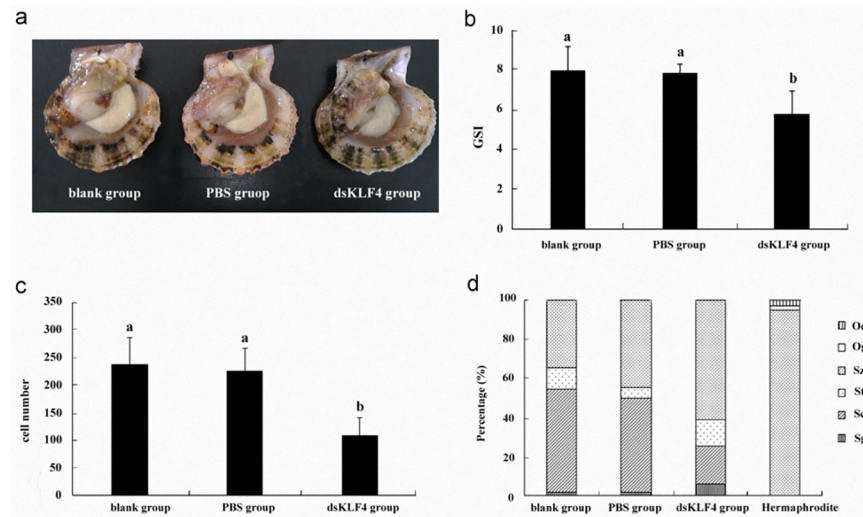 a
blank group
PBS gruop
dsKLF4 group
b
10
8
6
4
2
0
GSI
a
a
b
blank group
PBS group
dsKLF4 group
c
350
300
250
200
150
100
50
0
cell number
a
a
b
blank group
PBS group
dsKLF4 group
d
100
80
60
40
20
0
Percentage (%)
blank group
PBS group
dsKLF4 group
Hermaphrodite